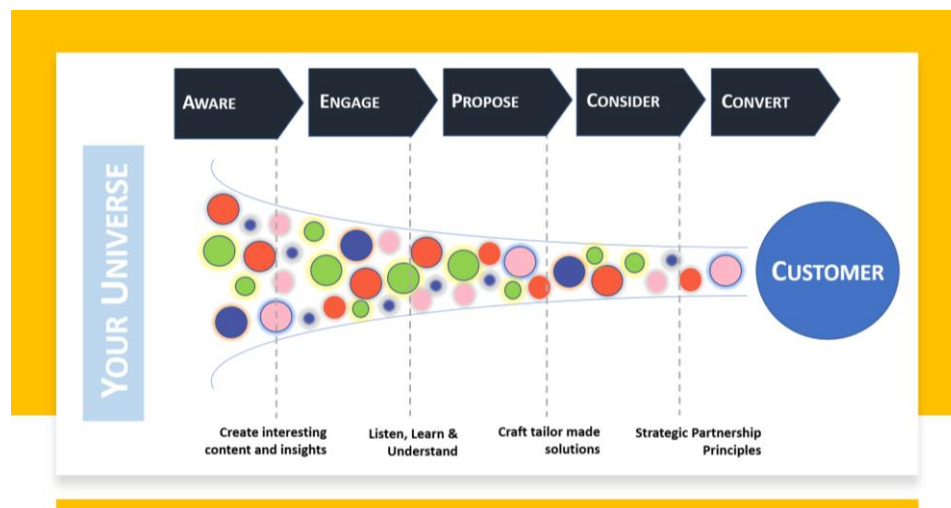 AWARE
ENGAGE
PROPOSE
CONSIDER
CONVERT
YOUR UNIVERSE
CUSTOMER
Create interesting
content and insights
Listen, Learn &
Understand
Craft tailor made
solutions
Strategic Partnership
Principles